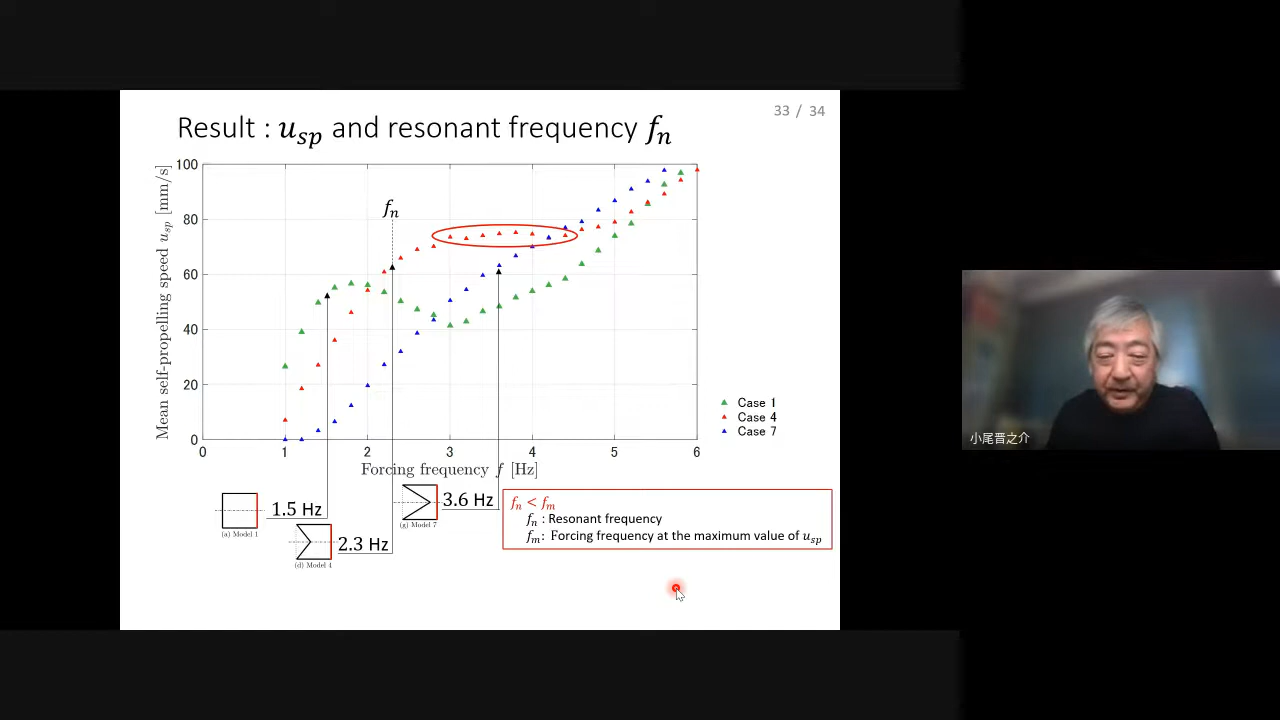 33 / 34
Result : u_sp and resonant frequency f_n
100
80
60
40
20
0
Mean self-propelling speed u_sp [mm/s]
f_n
0 1 2 3 4 5 6
Forcing frequency f [Hz]
Case 1
Case 4
Case 7
1.5 Hz
(a) Model 1
2.3 Hz
(d) Model 4
3.6 Hz
(g) Model 7
f_n < f_m
f_n : Resonant frequency
f_m: Forcing frequency at the maximum value of u_sp
小尾晋之介